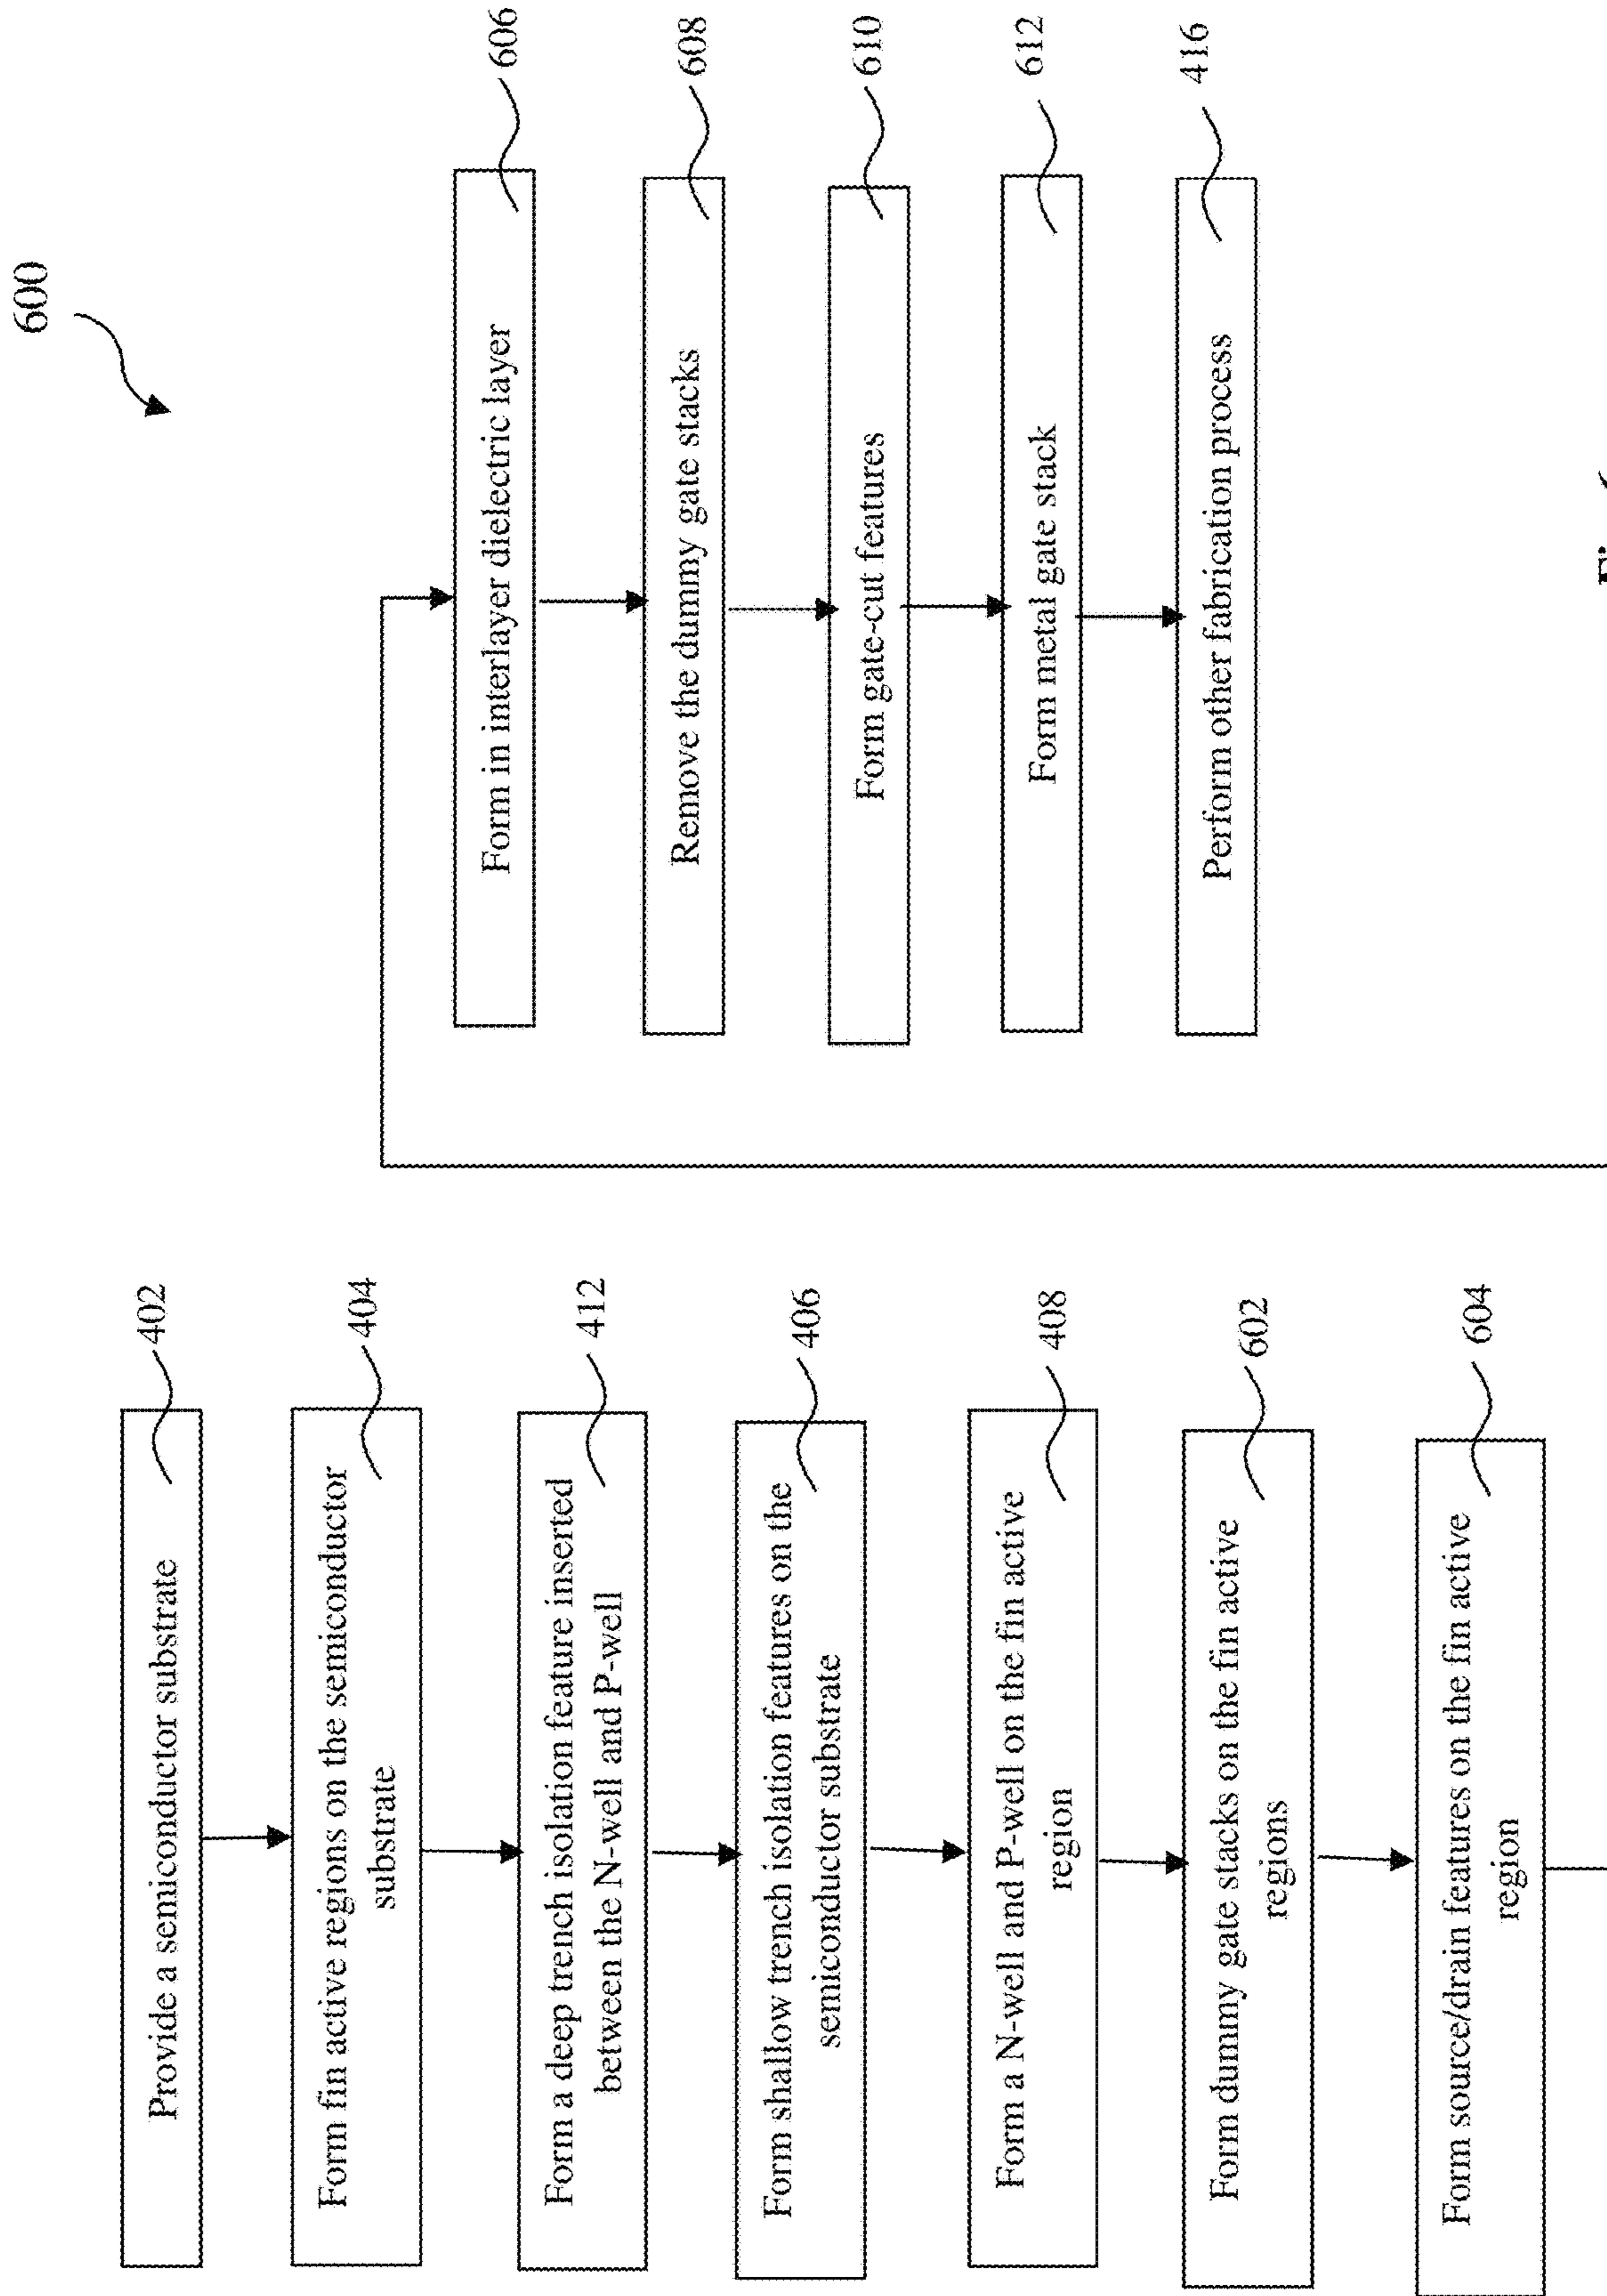 600
Provide a semiconductor substrate
402
Form fin active regions on the semiconductor
substrate
404
Form a deep trench isolation feature inserted
between the N-well and P-well
412
Form shallow trench isolation features on the
semiconductor substrate
406
Form a N-well and P-well on the fin active
region
408
Form dummy gate stacks on the fin active
regions
602
Form source/drain features on the fin active
region
604
Form in interlayer dielectric layer
606
Remove the dummy gate stacks
608
Form gate-cut features
610
Form metal gate stack
612
Perform other fabrication process
416